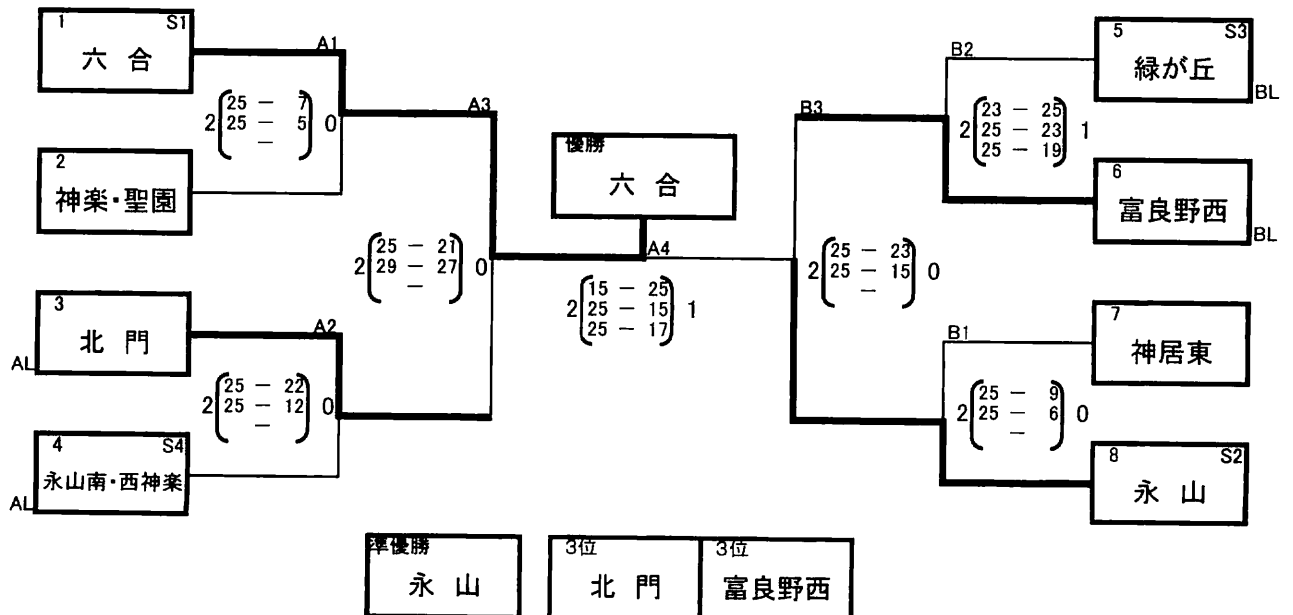 1 S1
六 合
2
神楽・聖園
3
北 門
AL
4 S4
永山南・西神楽
AL
A1
2 25 - 7 0
25 - 5
-
A2
2 25 - 22 0
25 - 12
-
A3
2 25 - 21 0
29 - 27
-
優勝
六 合
A4
15 - 25
2 25 - 15 1
25 - 17
B3
2 25 - 23 0
25 - 15
-
B2
23 - 25
2 25 - 23 1
25 - 19
B1
2 25 - 9 0
25 - 6
-
5 S3
緑が丘
BL
6
富良野西
BL
7
神居東
8 S2
永 山
準優勝
永 山
3位
北 門
3位
富良野西